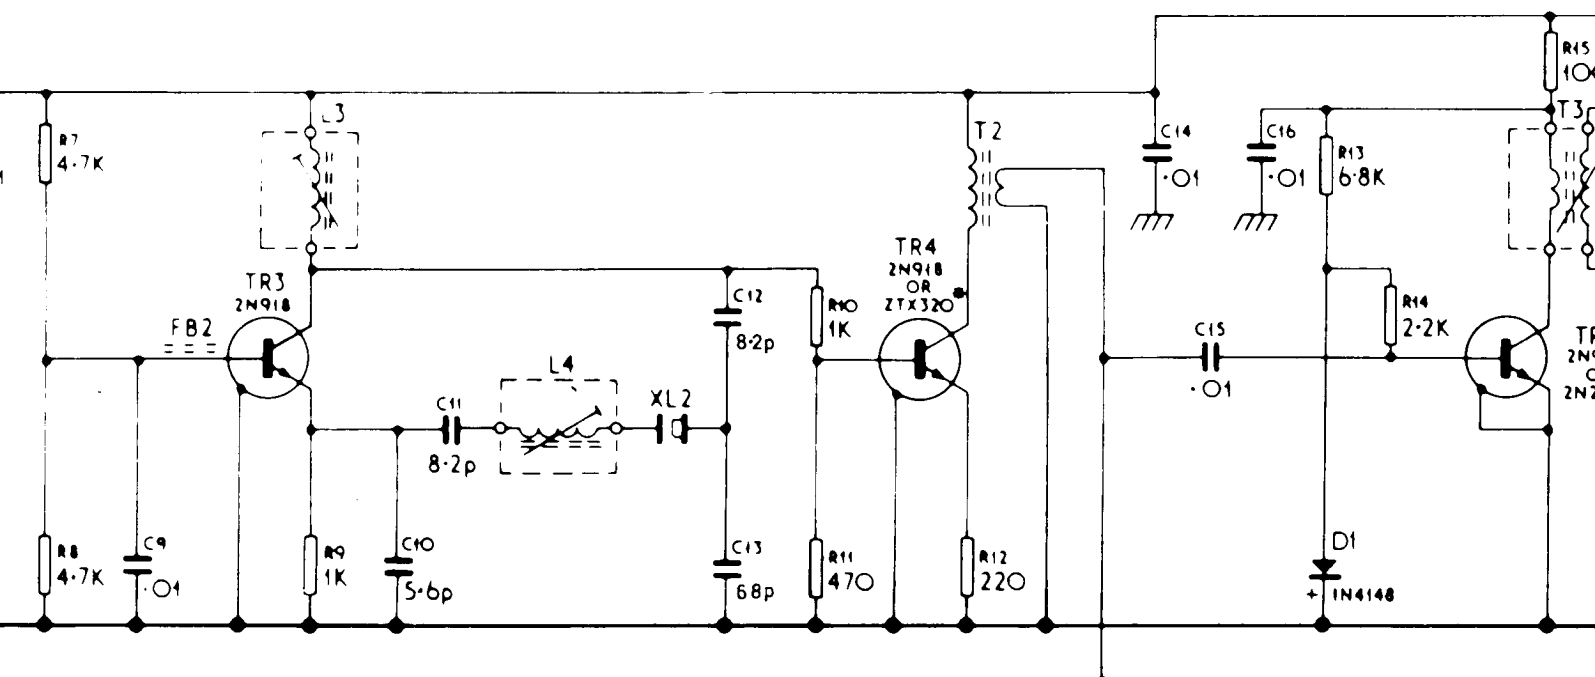 R7
4·7K
L3
TR3
2N918
FB2
R8
4·7K
C9
·01
R9
1K
C10
5·6p
C11
8·2p
L4
XL2
C12
8·2p
C13
68p
R10
1K
R11
470
TR4
2N918
OR
ZTX320
T2
R12
220
C14
·01
C16
·01
R13
6·8K
R14
2·2K
C15
·01
D1
+ 1N4148
R15
T3